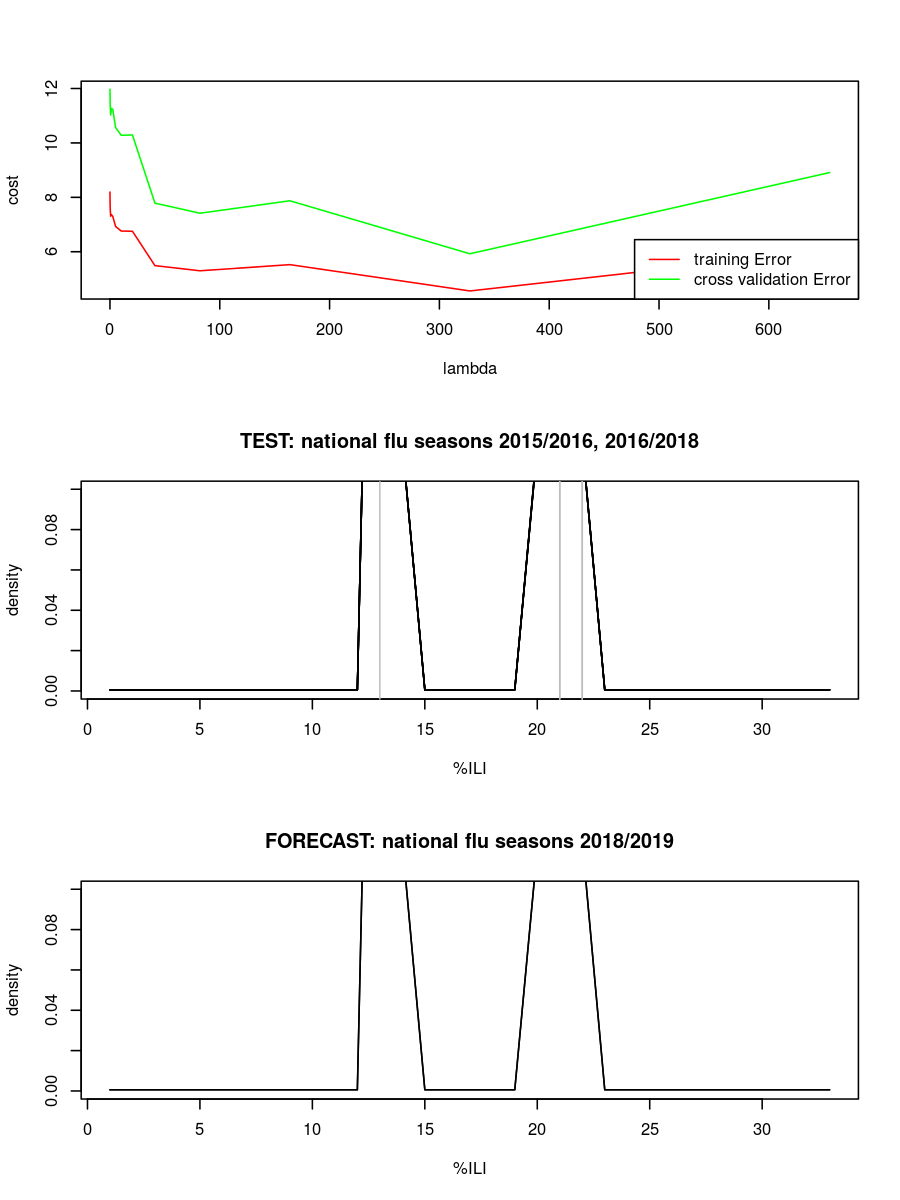 12
10
8
6
cost
training Error
cross validation Error
0 100 200 300 400 500 600
lambda
TEST: national flu seasons 2015/2016, 2016/2018
0.08
0.04
0.00
density
0 5 10 15 20 25 30
%ILI
FORECAST: national flu seasons 2018/2019
0.08
0.04
0.00
density
0 5 10 15 20 25 30
%ILI